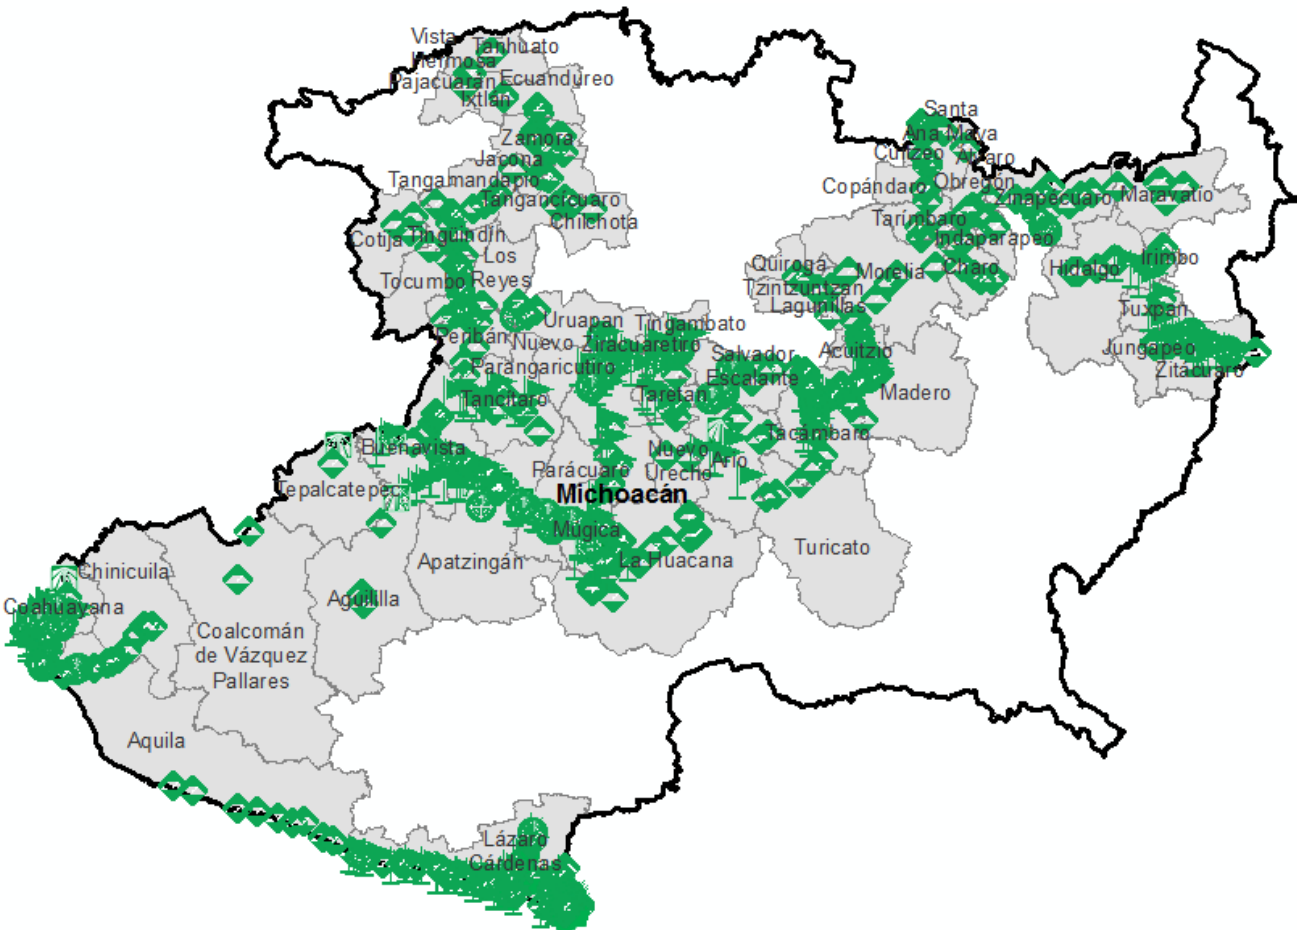 Vista
Hermosa
Tanhuato
Pajacuarán
Ecuandureo
Ixtlán
Zamora
Jacona
Tangamandapio
Tangancícuaro
Chilchota
Cotija
Tingüindín
Los
Reyes
Tocumbo
Peribán
Uruapan
Nuevo
Parangaricutiro
Tingambato
Ziracuaretiro
Salvador
Escalante
Taretan
Tancítaro
Buenavista
Tepalcatepec
Parácuaro
Nuevo
Urecho
Ario
Tacámbaro
Michoacán
Múgica
Apatzingán
La Huacana
Turicato
Aguililla
Chinicuila
Coahuayana
Coalcomán
de Vázquez
Pallares
Aquila
Lázaro
Cárdenas
Santa
Ana Maya
Cuitzeo
Álvaro
Obregón
Copándaro
Tarímbaro
Indaparapeo
Zinapécuaro
Maravatío
Quiroga
Tzintzuntzan
Lagunillas
Morelia
Charo
Acuitzio
Madero
Hidalgo
Irimbo
Tuxpan
Jungapeo
Zitácuaro